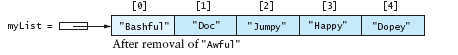 [0] [1] [2] [3] [4]
myList = "Bashful" "Doc" "Jumpy" "Happy" "Dopey"
After removal of "Awful"